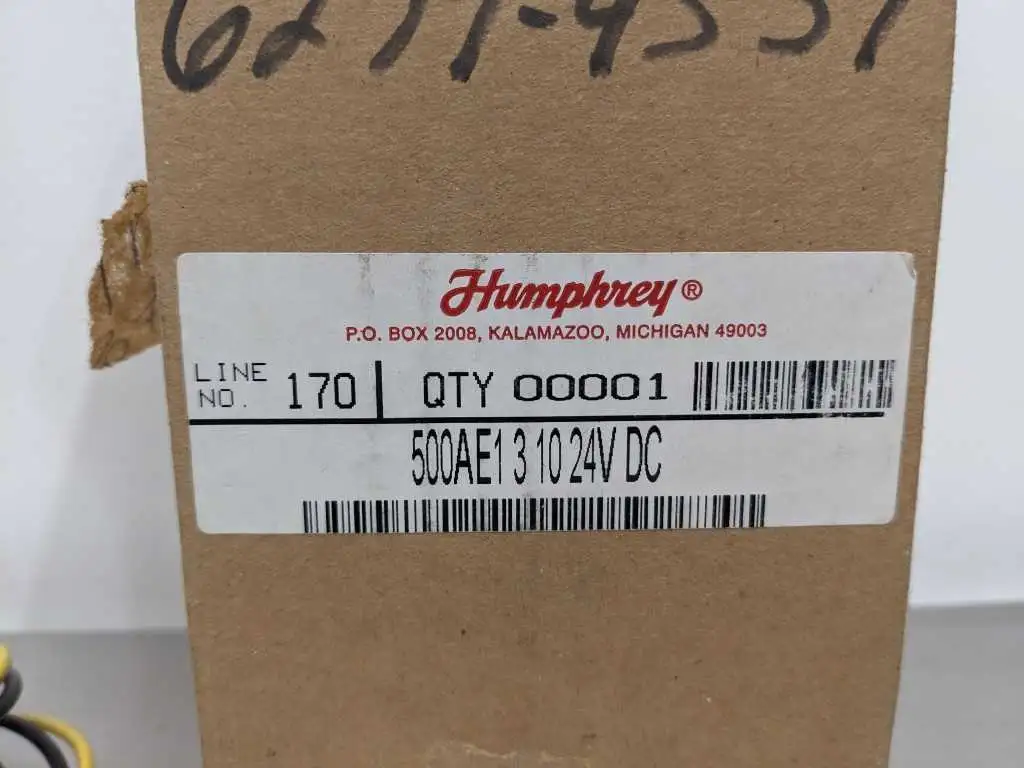 Humphrey®
P.O. BOX 2008, KALAMAZOO, MICHIGAN 49003
LINE NO. 170 QTY 00001
500AE1 3 10 24V DC